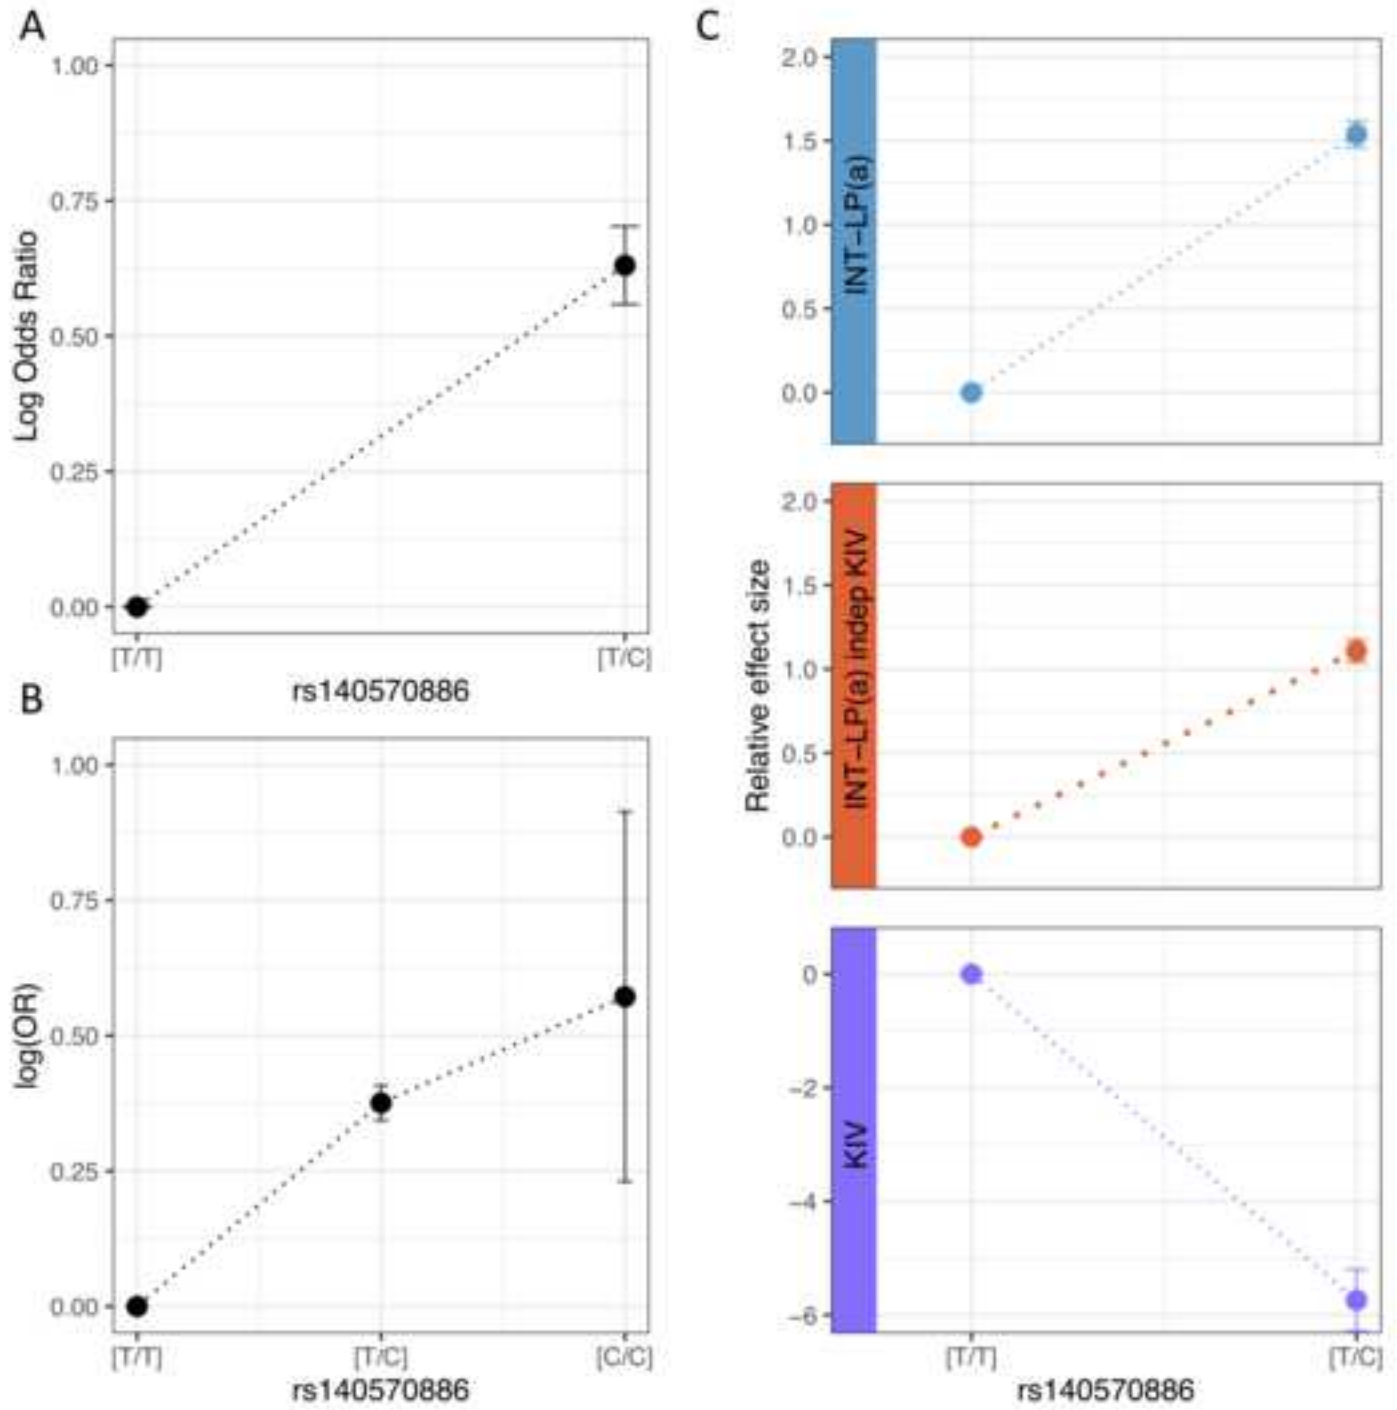 A
Log Odds Ratio
1.00
0.75
0.50
0.25
0.00
[T/T] [T/C]
rs140570886
B
log(OR)
1.00
0.75
0.50
0.25
0.00
[T/T] [T/C] [C/C]
rs140570886
C
Relative effect size
INT-LP(a)
2.0
1.5
1.0
0.5
0.0
INT-LP(a) indep KIV
2.0
1.5
1.0
0.5
0.0
KIV
0
-2
-4
-6
[T/T] [T/C]
rs140570886